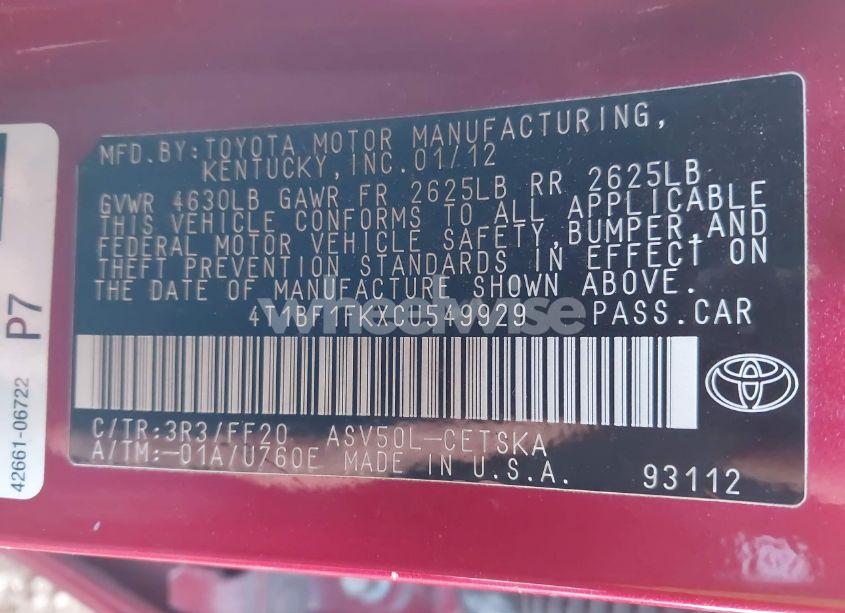 MFD.BY:TOYOTA MOTOR MANUFACTURING,
KENTUCKY,INC.01/12
GVWR 4630LB GAWR FR 2625LB RR 2625LB
THIS VEHICLE CONFORMS TO ALL APPLICABLE
FEDERAL MOTOR VEHICLE SAFETY,BUMPER,AND
THEFT PREVENTION STANDARDS IN EFFECT ON
THE DATE OF MANUFACTURE SHOWN ABOVE.
4T1BF1FKXCU549929 PASS.CAR
wheelwise
C/TR:3R3/FF20 ASV50L-CETSKA
A/TM:-01A/U760E MADE IN U.S.A.
93112
P7
42661-06722